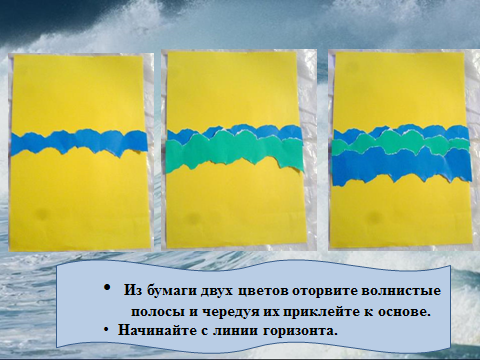 • Из бумаги двух цветов оторвите волнистые
полосы и чередуя их приклейте к основе.
• Начинайте с линии горизонта.